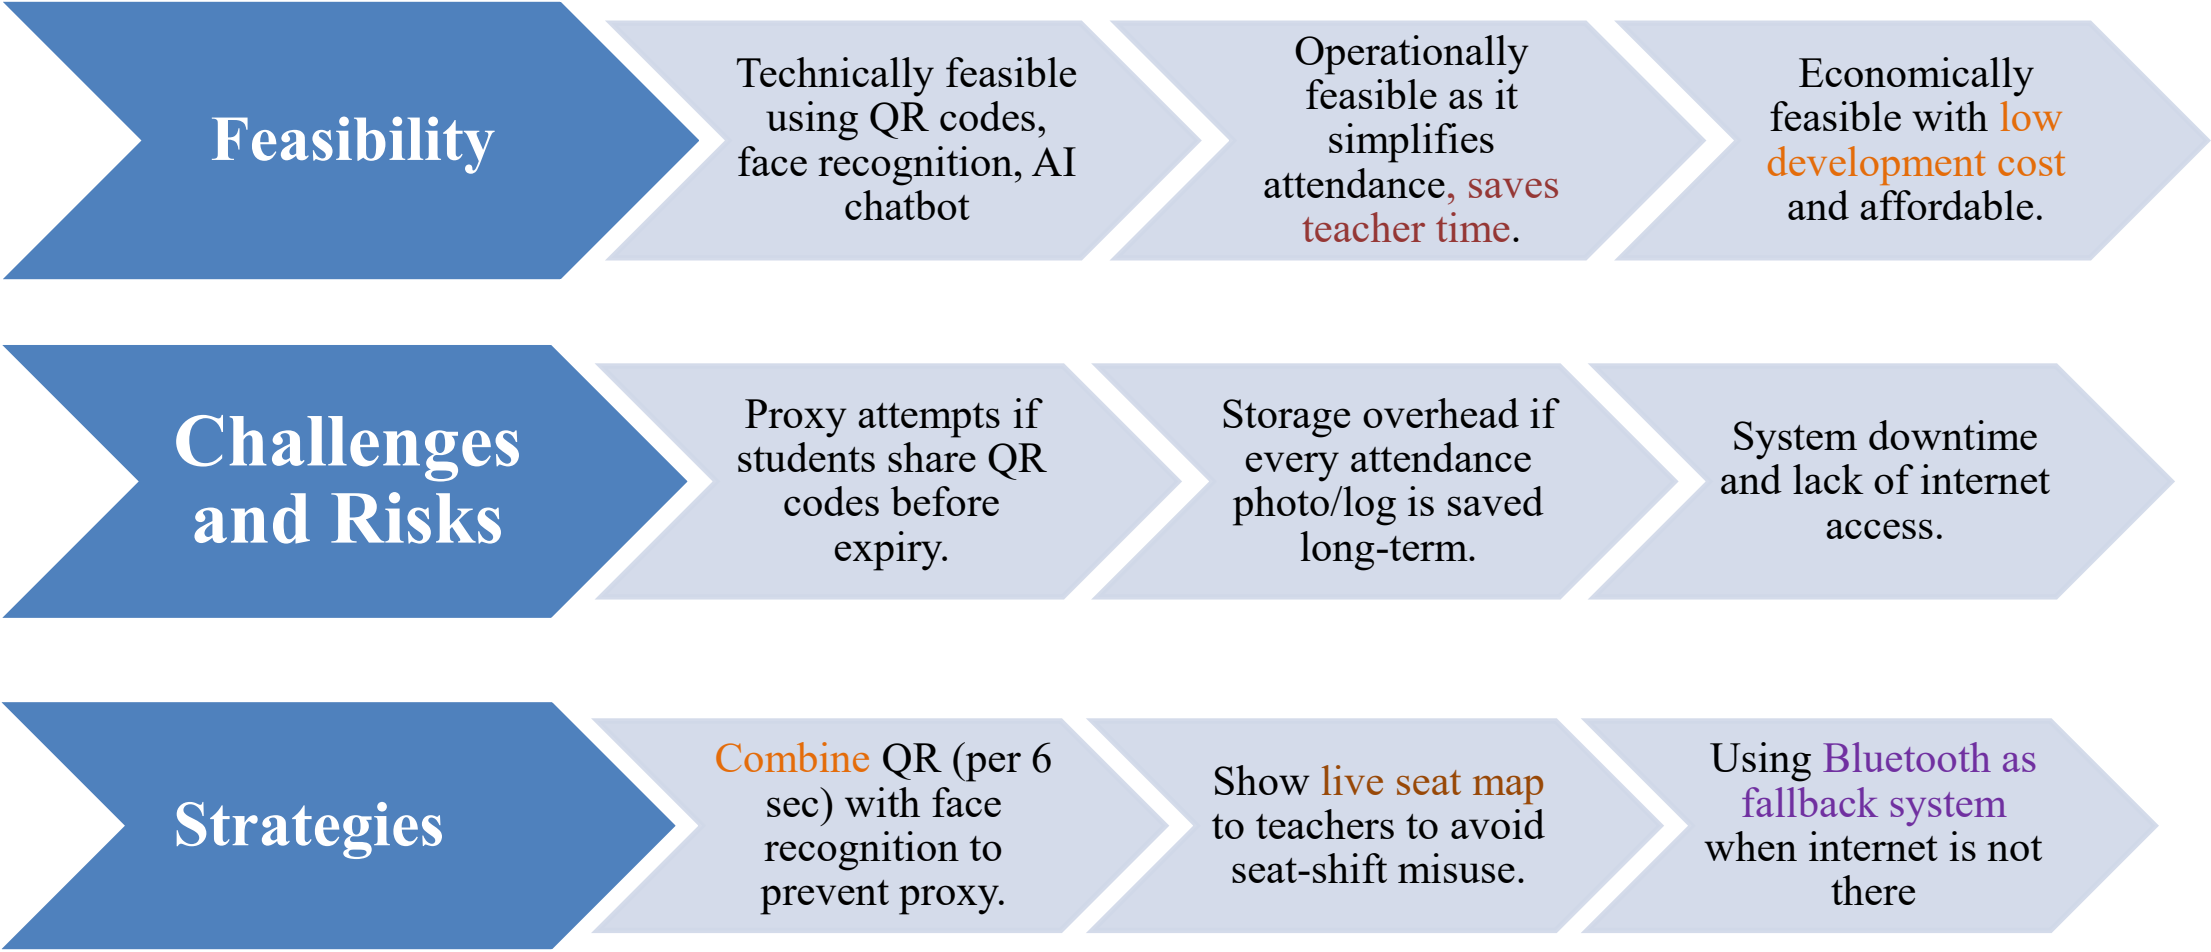 Feasibility
Technically feasible
using QR codes,
face recognition, AI
chatbot
Operationally
feasible as it
simplifies
attendance, saves
teacher time.
Economically
feasible with low
development cost
and affordable.
Challenges
and Risks
Proxy attempts if
students share QR
codes before
expiry.
Storage overhead if
every attendance
photo/log is saved
long-term.
System downtime
and lack of internet
access.
Strategies
Combine QR (per 6
sec) with face
recognition to
prevent proxy.
Show live seat map
to teachers to avoid
seat-shift misuse.
Using Bluetooth as
fallback system
when internet is not
there